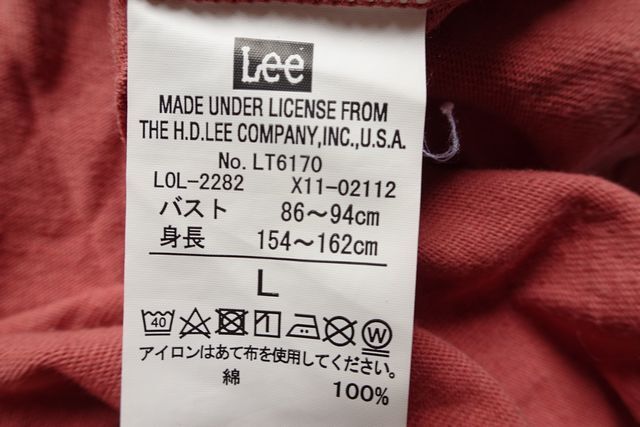 Lee
MADE UNDER LICENSE FROM
THE H.D.LEE COMPANY,INC.,U.S.A.
No. LT6170
LOL-2282 X11-02112
バスト 86～94cm
身長 154～162cm
L
40 W
アイロンはあて布を使用してください。
綿 100%